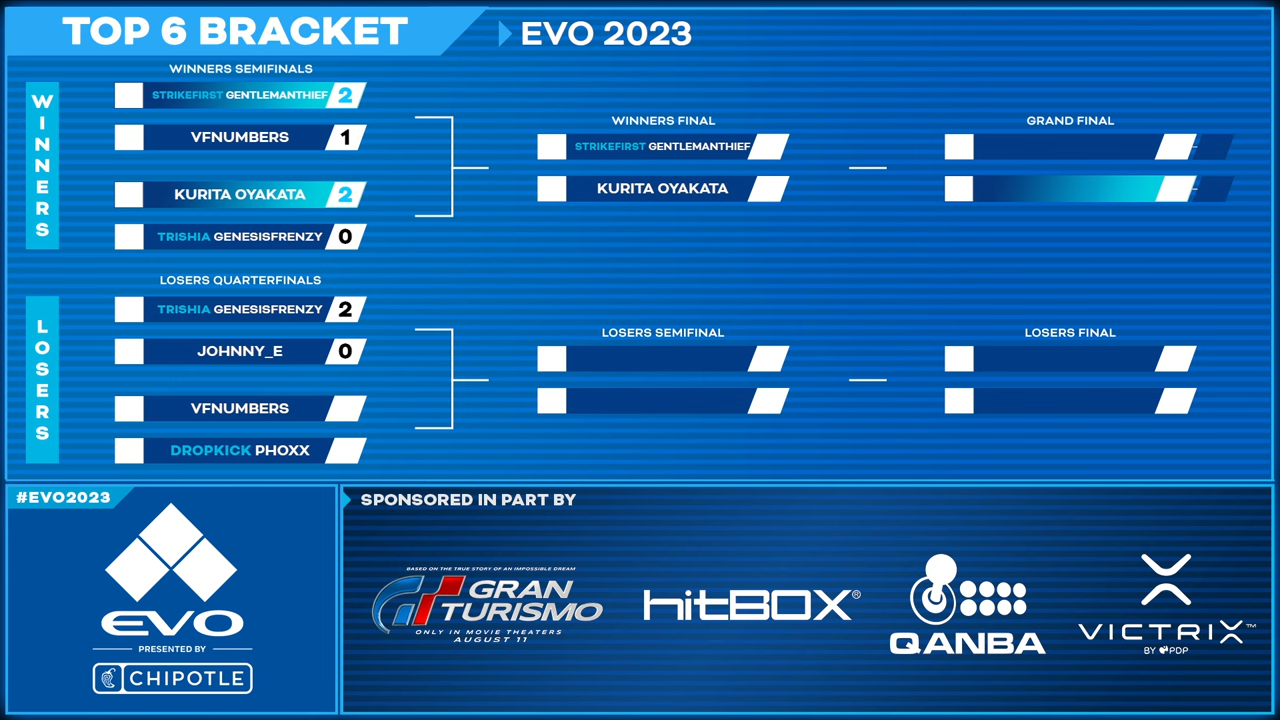 TOP 6 BRACKET
EVO 2023
WINNERS
WINNERS SEMIFINALS
STRIKEFIRST GENTLEMANTHIEF 2
VFNUMBERS 1
KURITA OYAKATA 2
TRISHIA GENESISFRENZY 0
WINNERS FINAL
STRIKEFIRST GENTLEMANTHIEF
KURITA OYAKATA
GRAND FINAL
LOSERS
LOSERS QUARTERFINALS
TRISHIA GENESISFRENZY 2
JOHNNY_E 0
VFNUMBERS
DROPKICK PHOXX
LOSERS SEMIFINAL
LOSERS FINAL
#EVO2023
EVO
PRESENTED BY
CHIPOTLE
SPONSORED IN PART BY
BASED ON THE TRUE STORY OF AN IMPOSSIBLE DREAM
GRAN
TURISMO
ONLY IN MOVIE THEATERS
AUGUST 11
hitBOX®
QANBA
VICTRIX™
BY PDP